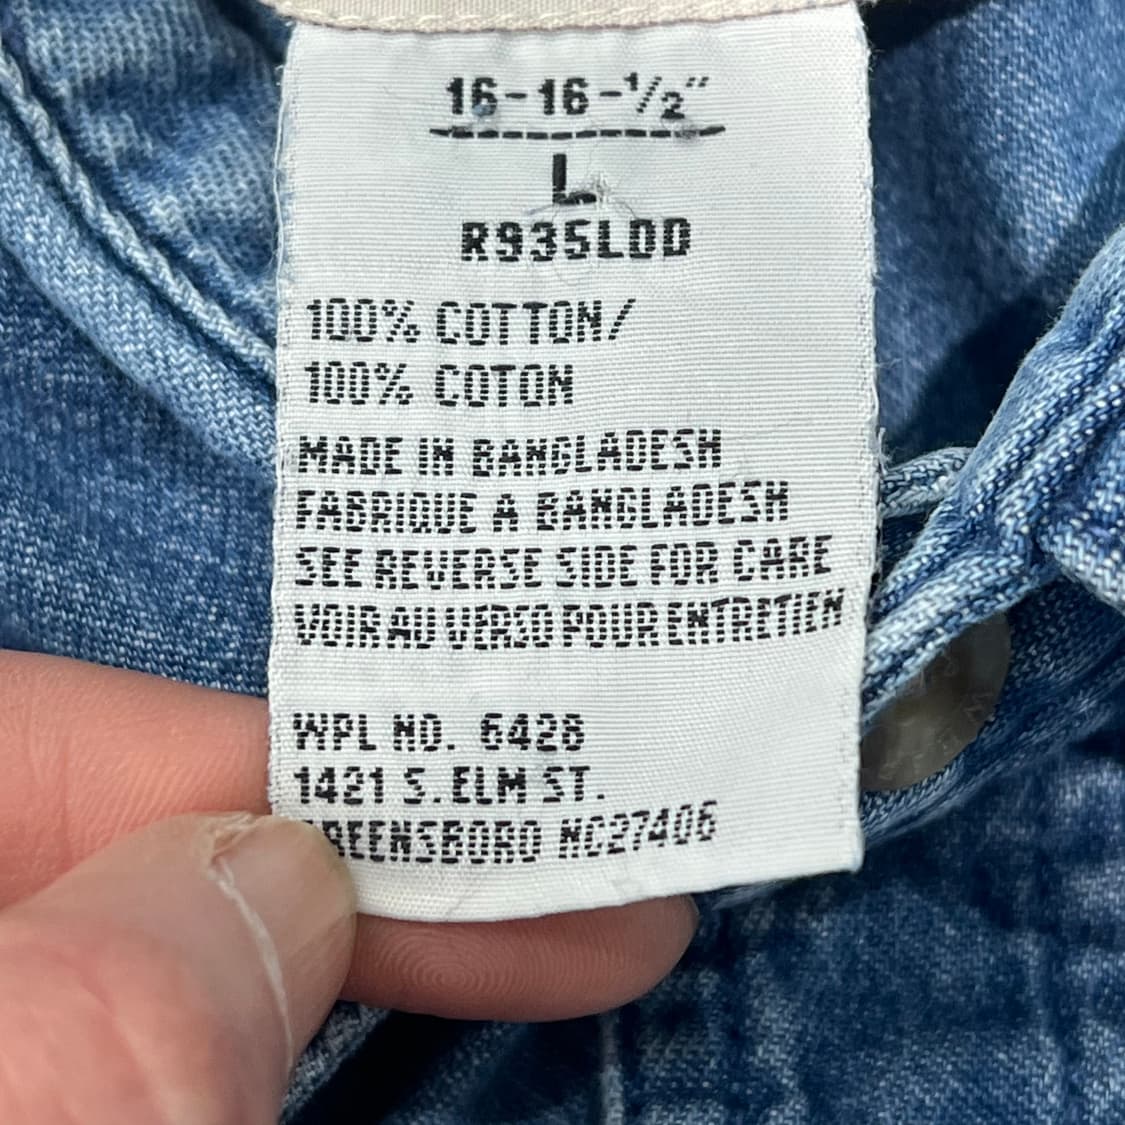 16-16-1/2"
L
R935LDD
100% COTTON/
100% COTON
MADE IN BANGLADESH
FABRIQUE A BANGLADESH
SEE REVERSE SIDE FOR CARE
VOIR AU VERSO POUR ENTRETIEN
WPL NO. 6428
1421 S. ELM ST.
GREENSBORO NC27406